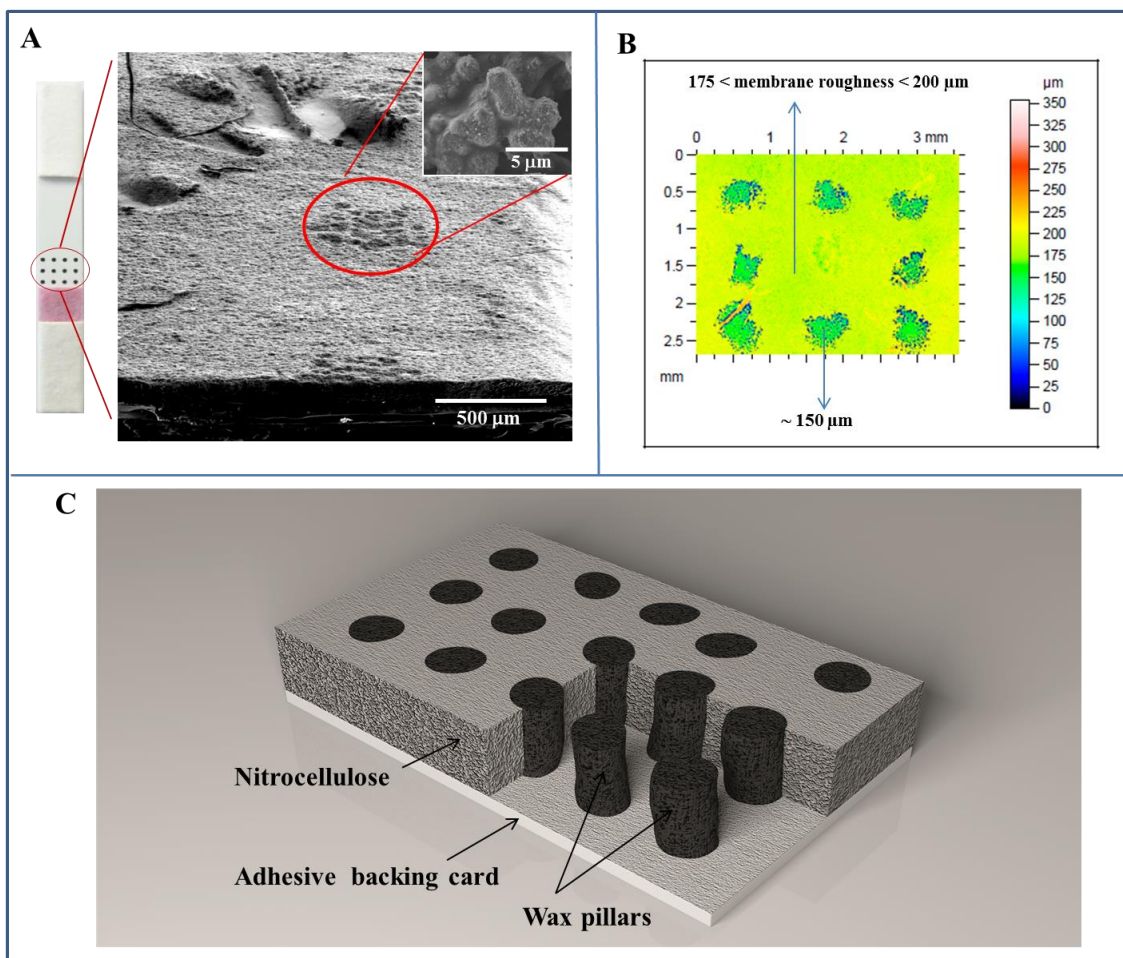 A
5 μm
500 μm
B
175 < membrane roughness < 200 μm
μm
0 1 2 3 mm
0
0.5
1
1.5
2
2.5
mm
350
325
300
275
250
225
200
175
150
125
100
75
50
25
0
~ 150 μm
C
Nitrocellulose
Adhesive backing card
Wax pillars